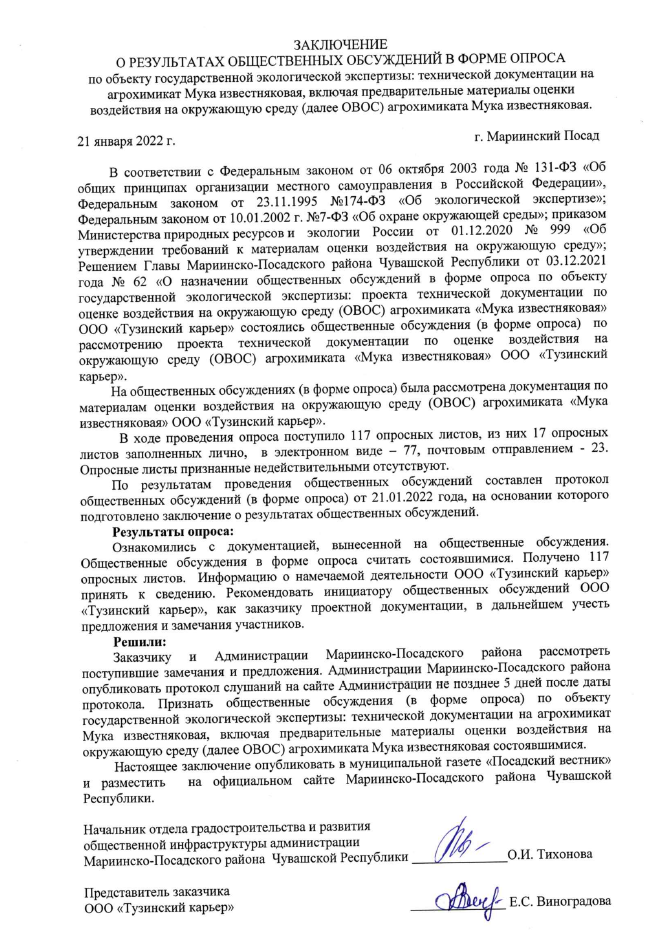 ЗАКЛЮЧЕНИЕ
О РЕЗУЛЬТАТАХ ОБЩЕСТВЕННЫХ ОБСУЖДЕНИЙ В ФОРМЕ ОПРОСА
по объекту государственной экологической экспертизы: технической документации на
агрохимикат Мука известняковая, включая предварительные материалы оценки
воздействия на окружающую среду (далее ОВОС) агрохимиката Мука известняковая.
21 января 2022 г. г. Мариинский Посад
В соответствии с Федеральным законом от 06 октября 2003 года № 131-ФЗ «Об
общих принципах организации местного самоуправления в Российской Федерации»,
Федеральным законом от 23.11.1995 №174-ФЗ «Об экологической экспертизе»;
Федеральным законом от 10.01.2002 г. №7-ФЗ «Об охране окружающей среды»; приказом
Министерства природных ресурсов и экологии России от 01.12.2020 № 999 «Об
утверждении требований к материалам оценки воздействия на окружающую среду»;
Решением Главы Мариинско-Посадского района Чувашской Республики от 03.12.2021
года № 62 «О назначении общественных обсуждений в форме опроса по объекту
государственной экологической экспертизы: проекта технической документации по
оценке воздействия на окружающую среду (ОВОС) агрохимиката «Мука известняковая»
ООО «Тузинский карьер» состоялись общественные обсуждения (в форме опроса) по
рассмотрению проекта технической документации по оценке воздействия на
окружающую среду (ОВОС) агрохимиката «Мука известняковая» ООО «Тузинский
карьер».
На общественных обсуждениях (в форме опроса) была рассмотрена документация по
материалам оценки воздействия на окружающую среду (ОВОС) агрохимиката «Мука
известняковая» ООО «Тузинский карьер».
В ходе проведения опроса поступило 117 опросных листов, из них 17 опросных
листов заполненных лично, в электронном виде – 77, почтовым отправлением - 23.
Опросные листы признанные недействительными отсутствуют.
По результатам проведения общественных обсуждений составлен протокол
общественных обсуждений (в форме опроса) от 21.01.2022 года, на основании которого
подготовлено заключение о результатах общественных обсуждений.
Результаты опроса:
Ознакомились с документацией, вынесенной на общественные обсуждения.
Общественные обсуждения в форме опроса считать состоявшимися. Получено 117
опросных листов. Информацию о намечаемой деятельности ООО «Тузинский карьер»
принять к сведению. Рекомендовать инициатору общественных обсуждений ООО
«Тузинский карьер», как заказчику проектной документации, в дальнейшем учесть
предложения и замечания участников.
Решили:
Заказчику и Администрации Мариинско-Посадского района рассмотреть
поступившие замечания и предложения. Администрации Мариинско-Посадского района
опубликовать протокол слушаний на сайте Администрации не позднее 5 дней после даты
протокола. Признать общественные обсуждения (в форме опроса) по объекту
государственной экологической экспертизы: технической документации на агрохимикат
Мука известняковая, включая предварительные материалы оценки воздействия на
окружающую среду (далее ОВОС) агрохимиката Мука известняковая состоявшимися.
Настоящее заключение опубликовать в муниципальной газете «Посадский вестник»
и разместить на официальном сайте Мариинско-Посадского района Чувашской
Республики.
Начальник отдела градостроительства и развития
общественной инфраструктуры администрации
Мариинско-Посадского района Чувашской Республики О.И. Тихонова
Представитель заказчика
ООО «Тузинский карьер» Е.С. Виноградова